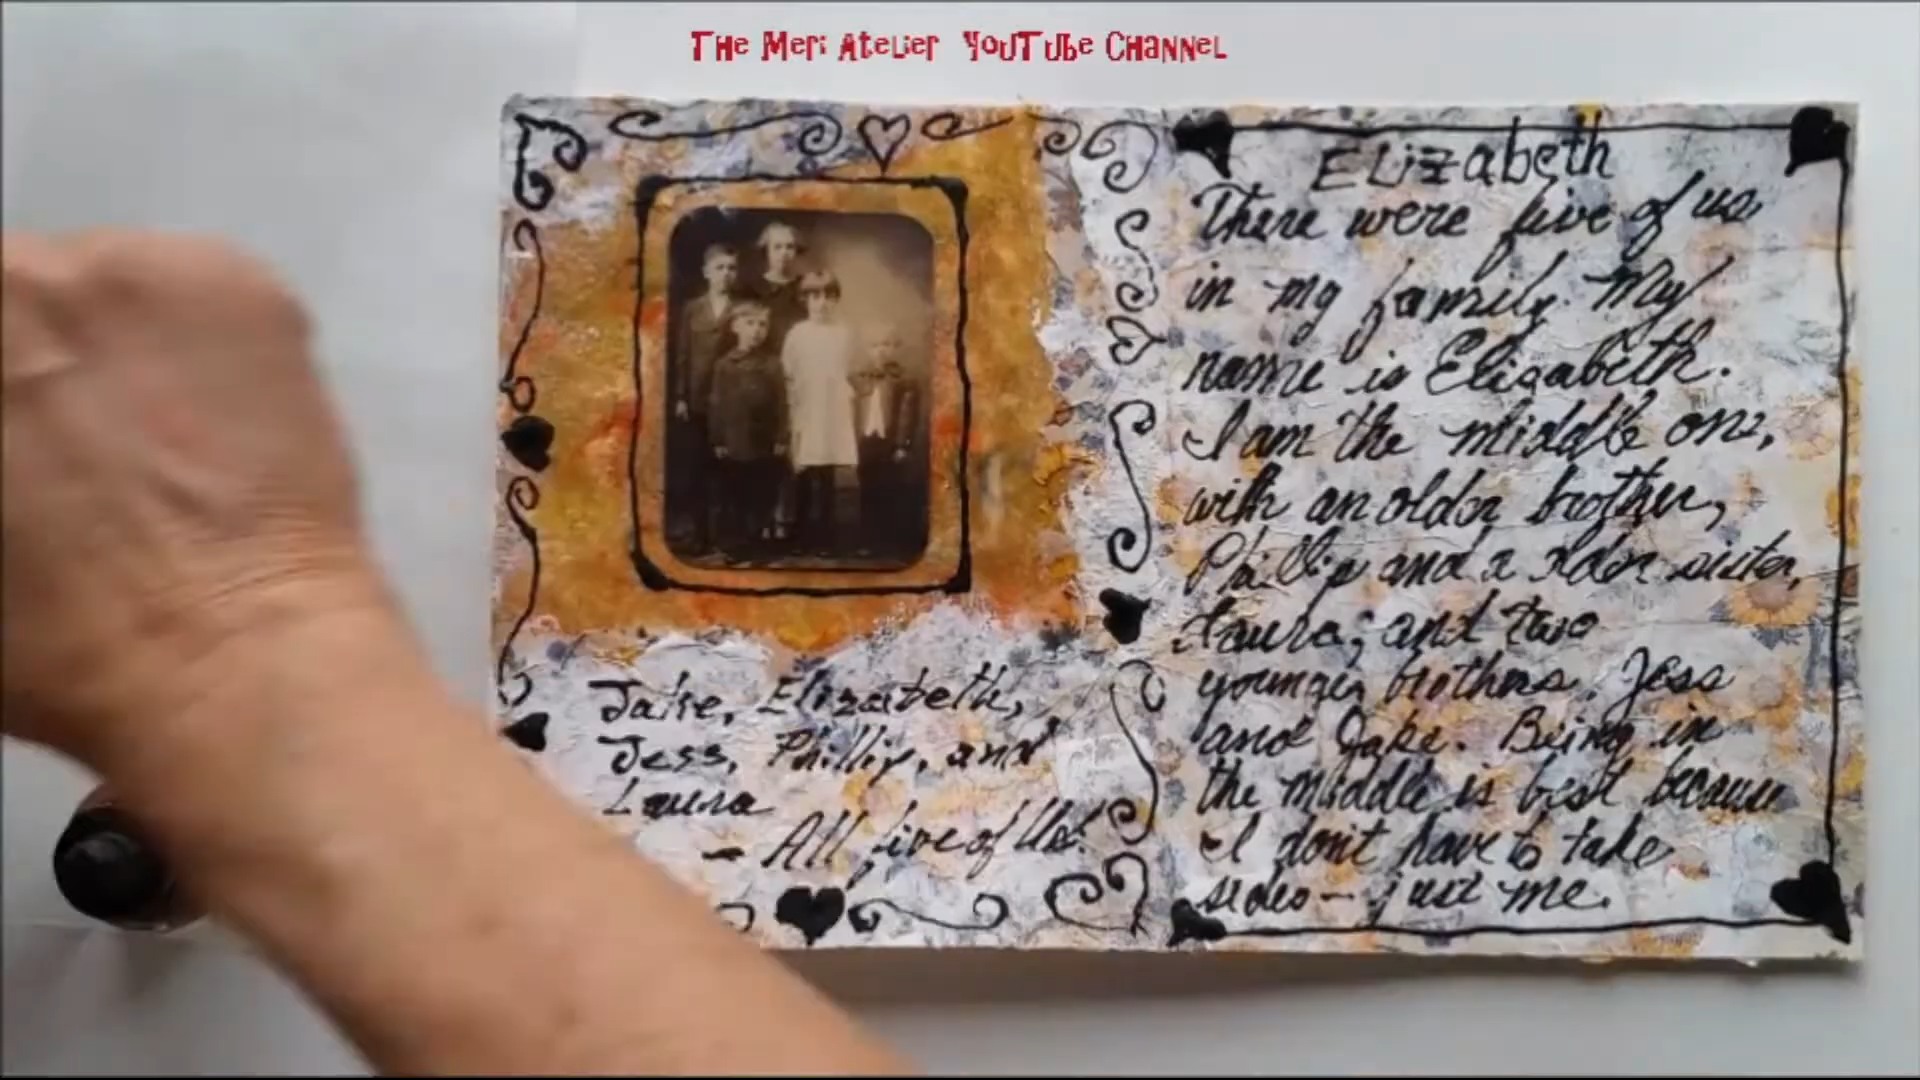 The Meri Atelier YouTube Channel
Elizabeth
There were five of us
in my family. My
name is Elizabeth.
I am the middle one,
with an older brother,
Phillip and a older sister,
Laura; and two
younger brothers. Jess
and Jake. Being in
the middle is best because
I don't have to take
sides - just me.
Jake, Elizabeth,
Jess, Phillip, and
Laura
- All five of Us!